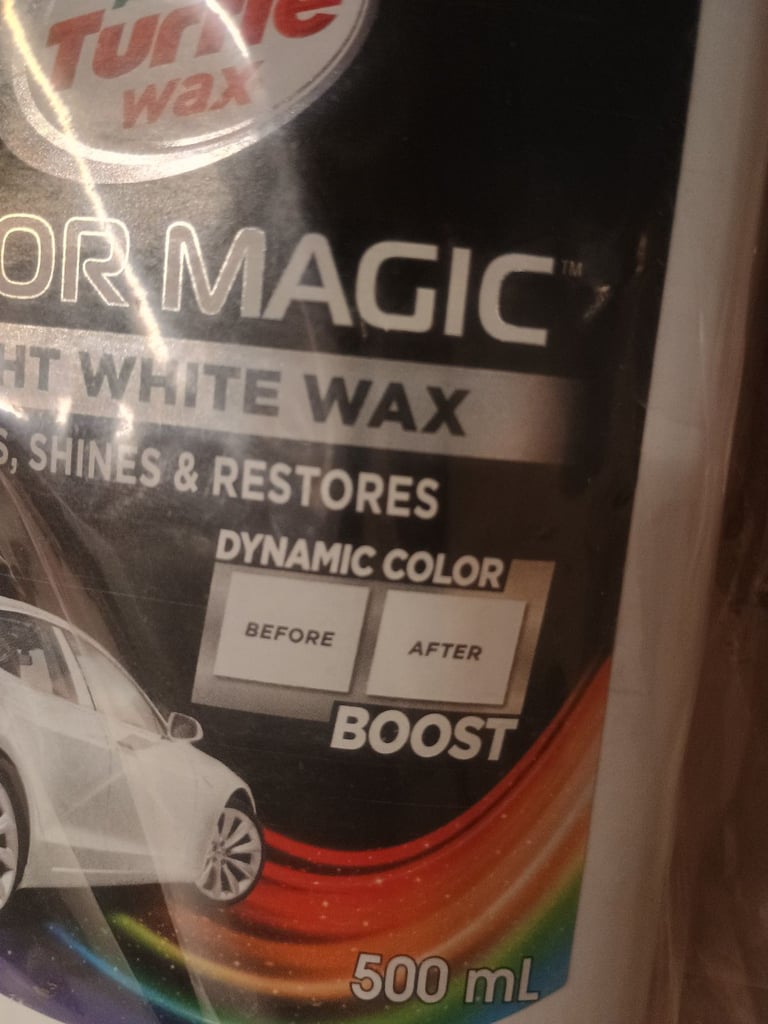 Turtle
wax
OR MAGIC™
HT WHITE WAX
S, SHINES & RESTORES
DYNAMIC COLOR
BEFORE
AFTER
BOOST
500 mL